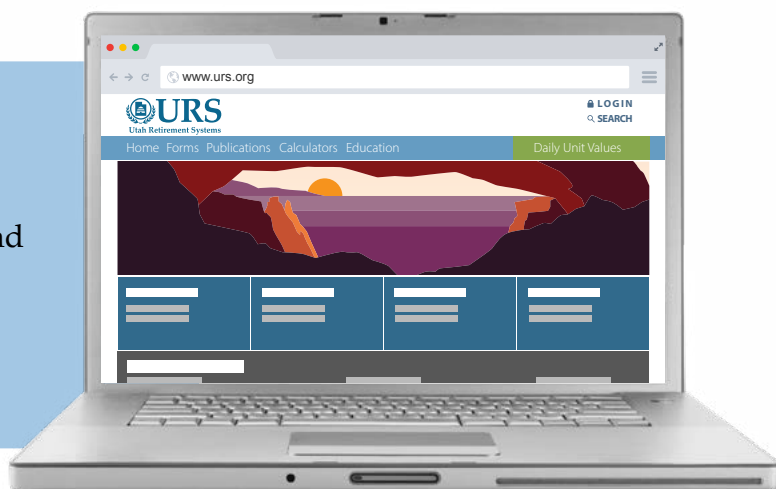 www.urs.org
URS
Utah Retirement Systems
LOGIN
SEARCH
Home Forms Publications Calculators Education
Daily Unit Values